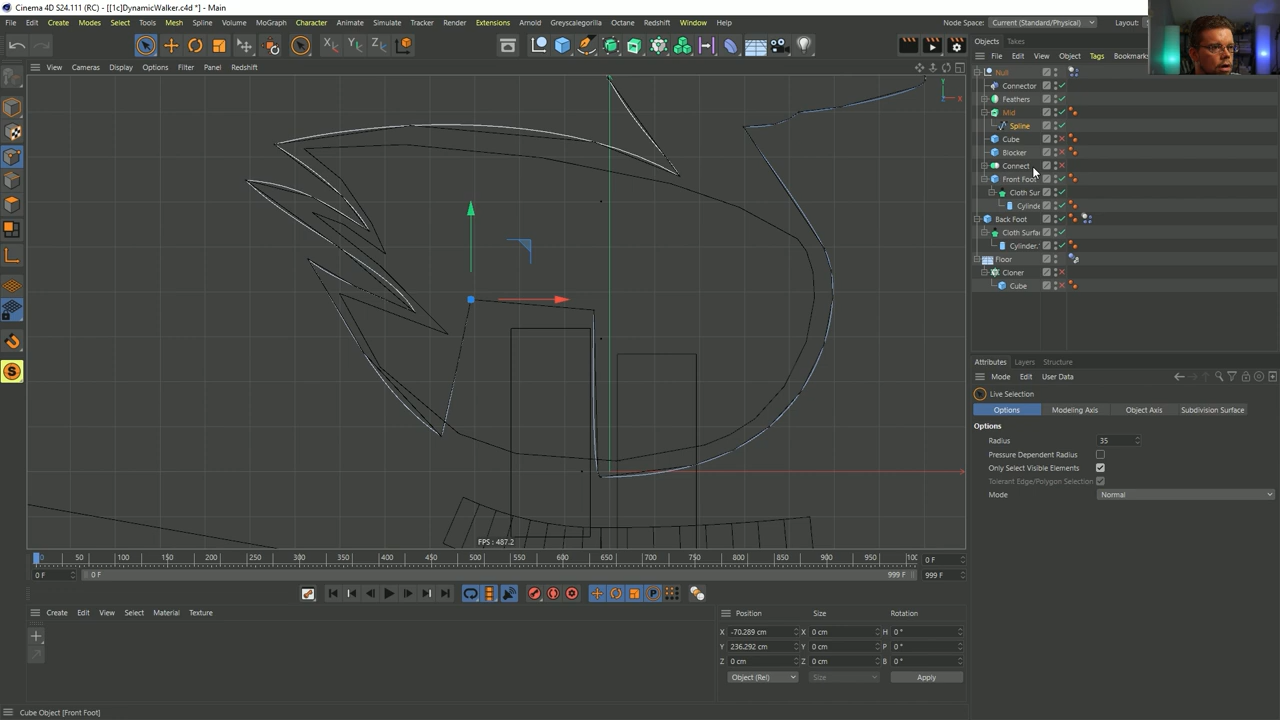 Cinema 4D S24.111 (RC) - [[1c]DynamicWalker.c4d *] - Main
File Create Modes Select Tools Mesh Spline Volume MoGraph Character Animate Simulate Tracker Render Extensions Arnold Greyscalegorilla Octane Redshift Window Help
Node Space: Current (Standard/Physical) Layout:
View Cameras Display Options Filter Panel Redshift
Objects Takes
File Edit View Object Tags Bookmarks
Null
Connector
Feathers
Mid
Spline
Cube
Blocker
Connect
Front Foot
Cloth Sur
Cylinde
Back Foot
Cloth Surfa
Cylinder.
Floor
Cloner
Cube
Y
X
X Y Z
S
Attributes Layers Structure
Mode Edit User Data
Live Selection
Options Modeling Axis Object Axis Subdivision Surface
Options
Radius 35
Pressure Dependent Radius
Only Select Visible Elements
Tolerant Edge/Polygon Selection
Mode Normal
FPS : 487.2
0 50 100 150 200 250 300 350 400 450 500 550 600 650 700 750 800 850 900 950 100 0 F
0 F 0 F 999 F 999 F
P
Create Edit Select Material Texture
Position Size Rotation
X -70.289 cm X 0 cm H 0 °
Y 236.292 cm Y 0 cm P 0 °
Z 0 cm Z 0 cm B 0 °
Object (Rel) Size Apply
Cube Object [Front Foot]